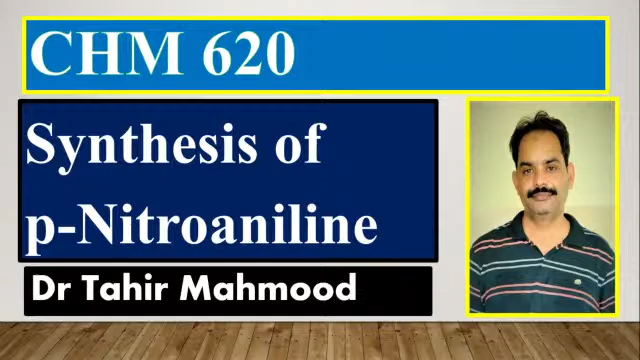 CHM 620
Synthesis of
p-Nitroaniline
Dr Tahir Mahmood